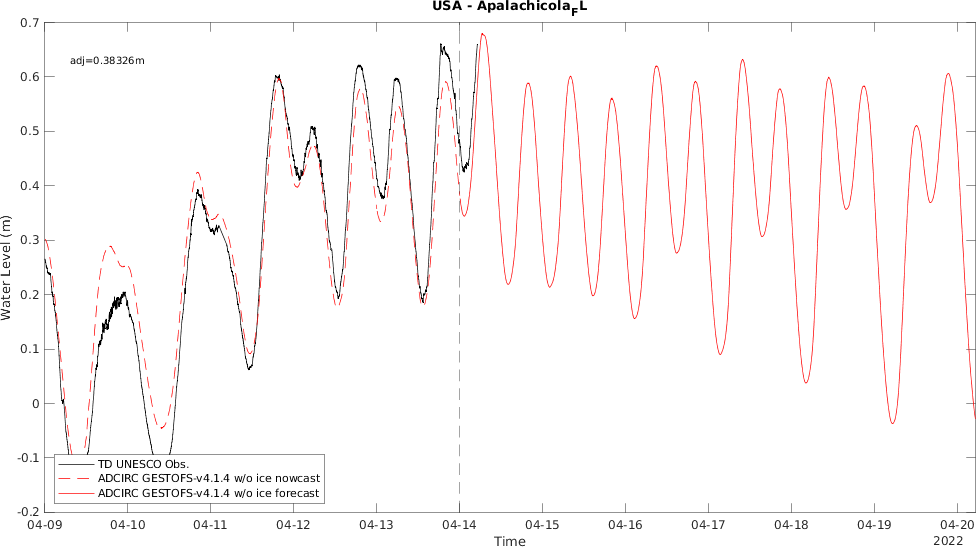 USA - Apalachicola_FL
0.7
adj=0.38326m
0.6
0.5
0.4
0.3
0.2
0.1
0
-0.1
-0.2
Water Level (m)
TD UNESCO Obs.
ADCIRC GESTOFS-v4.1.4 w/o ice nowcast
ADCIRC GESTOFS-v4.1.4 w/o ice forecast
04-09 04-10 04-11 04-12 04-13 04-14 04-15 04-16 04-17 04-18 04-19 04-20
Time
2022